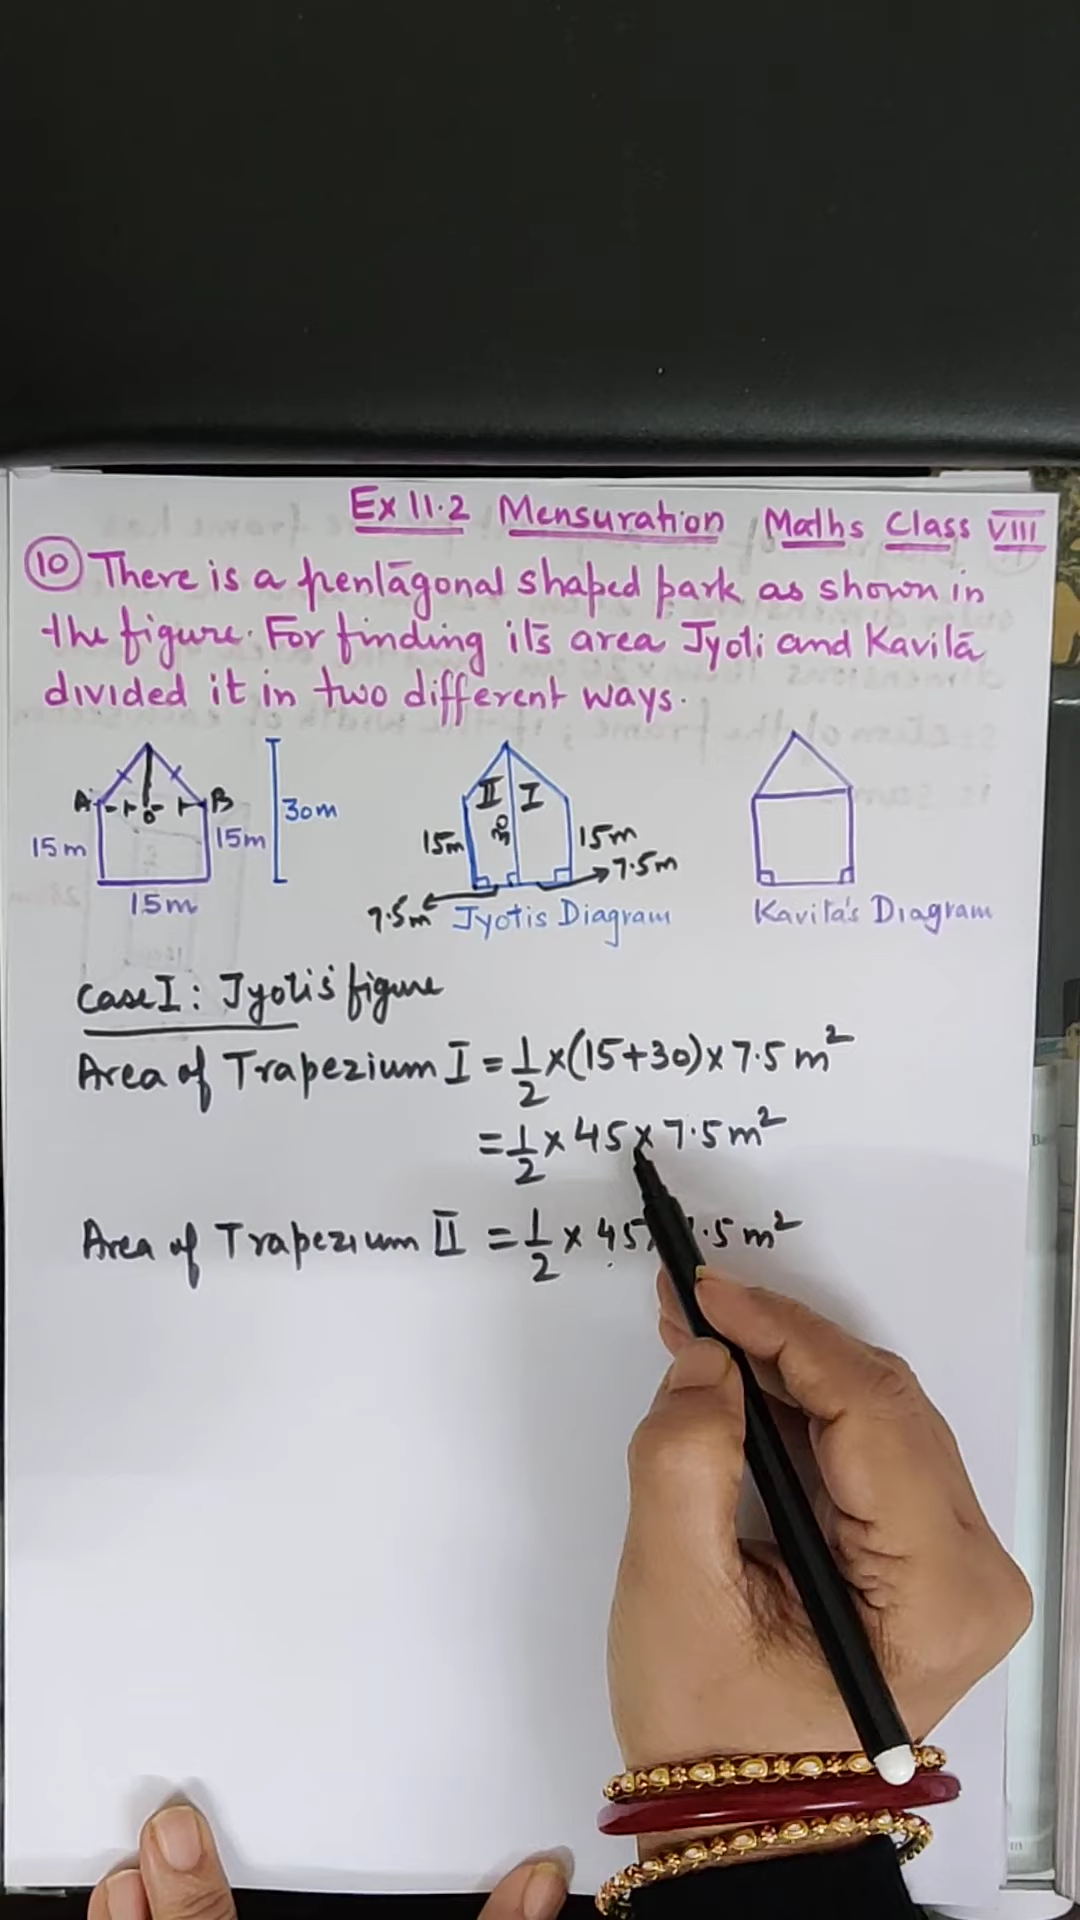 Ex 11.2 Mensuration Maths Class VIII
10 There is a pentagonal shaped park as shown in
the figure. For finding its area Jyoti and Kavita
divided it in two different ways.
A B
O
15m 15m 30m
15m
II I
15m 15m
7.5m
7.5m
Jyotis Diagram
Kavita's Diagram
Case I: Jyoti's figure
Area of Trapezium I = 1/2 × (15+30) × 7.5 m²
= 1/2 × 45 × 7.5 m²
Area of Trapezium II = 1/2 × 45 .5 m²